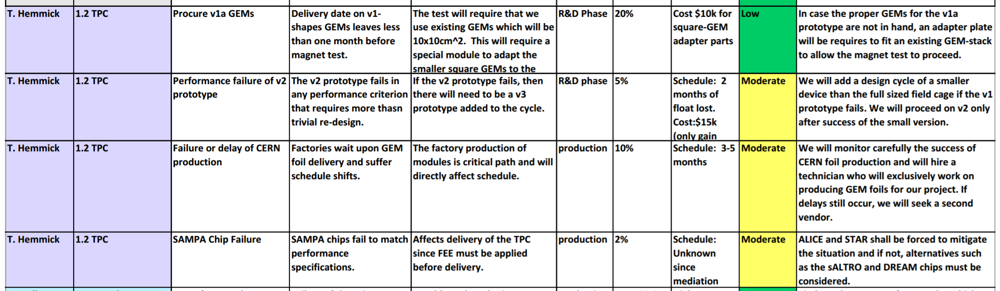 T. Hemmick
1.2 TPC
Procure v1a GEMs
Delivery date on v1-
shapes GEMs leaves less
than one month before
magnet test.
The test will require that we
use existing GEMs which will be
10x10cm^2.  This will require a
special module to adapt the
smaller square GEMs to the
R&D Phase
20%
Cost $10k for
square-GEM
adapter parts
Low
In case the proper GEMs for the v1a
prototype are not in hand, an adapter plate
will be requires to fit an existing GEM-stack
to allow the magnet test to proceed.
T. Hemmick
1.2 TPC
Performance failure of v2
prototype
The v2 prototype fails in
any performance criterion
that requires more thasn
trivial re-design.
If the v2 prototype fails, then
there will need to be a v3
prototype added to the cycle.
R&D phase
5%
Schedule:  2
months of
float lost.
Cost:$15k
(only gain
Moderate
We will add a design cycle of a smaller
device than the full sized field cage if the v1
prototype fails. We will proceed on v2 only
after success of the small version.
T. Hemmick
1.2 TPC
Failure or delay of CERN
production
Factories wait upon GEM
foil delivery and suffer
schedule shifts.
The factory production of
modules is critical path and will
directly affect schedule.
production
10%
Schedule:  3-5
months
Moderate
We will monitor carefully the success of
CERN foil production and will hire a
technician who will exclusively work on
producing GEM foils for our project. If
delays still occur, we will seek a second
vendor.
T. Hemmick
1.2 TPC
SAMPA Chip Failure
SAMPA chips fail to match
performance
specifications.
Affects delivery of the TPC
since FEE must be applied
before delivery.
production
2%
Schedule:
Unknown
since
mediation
Moderate
ALICE and STAR shall be forced to mitigate
the situation and if not, alternatives such
as the sALTRO and DREAM chips must be
considered.